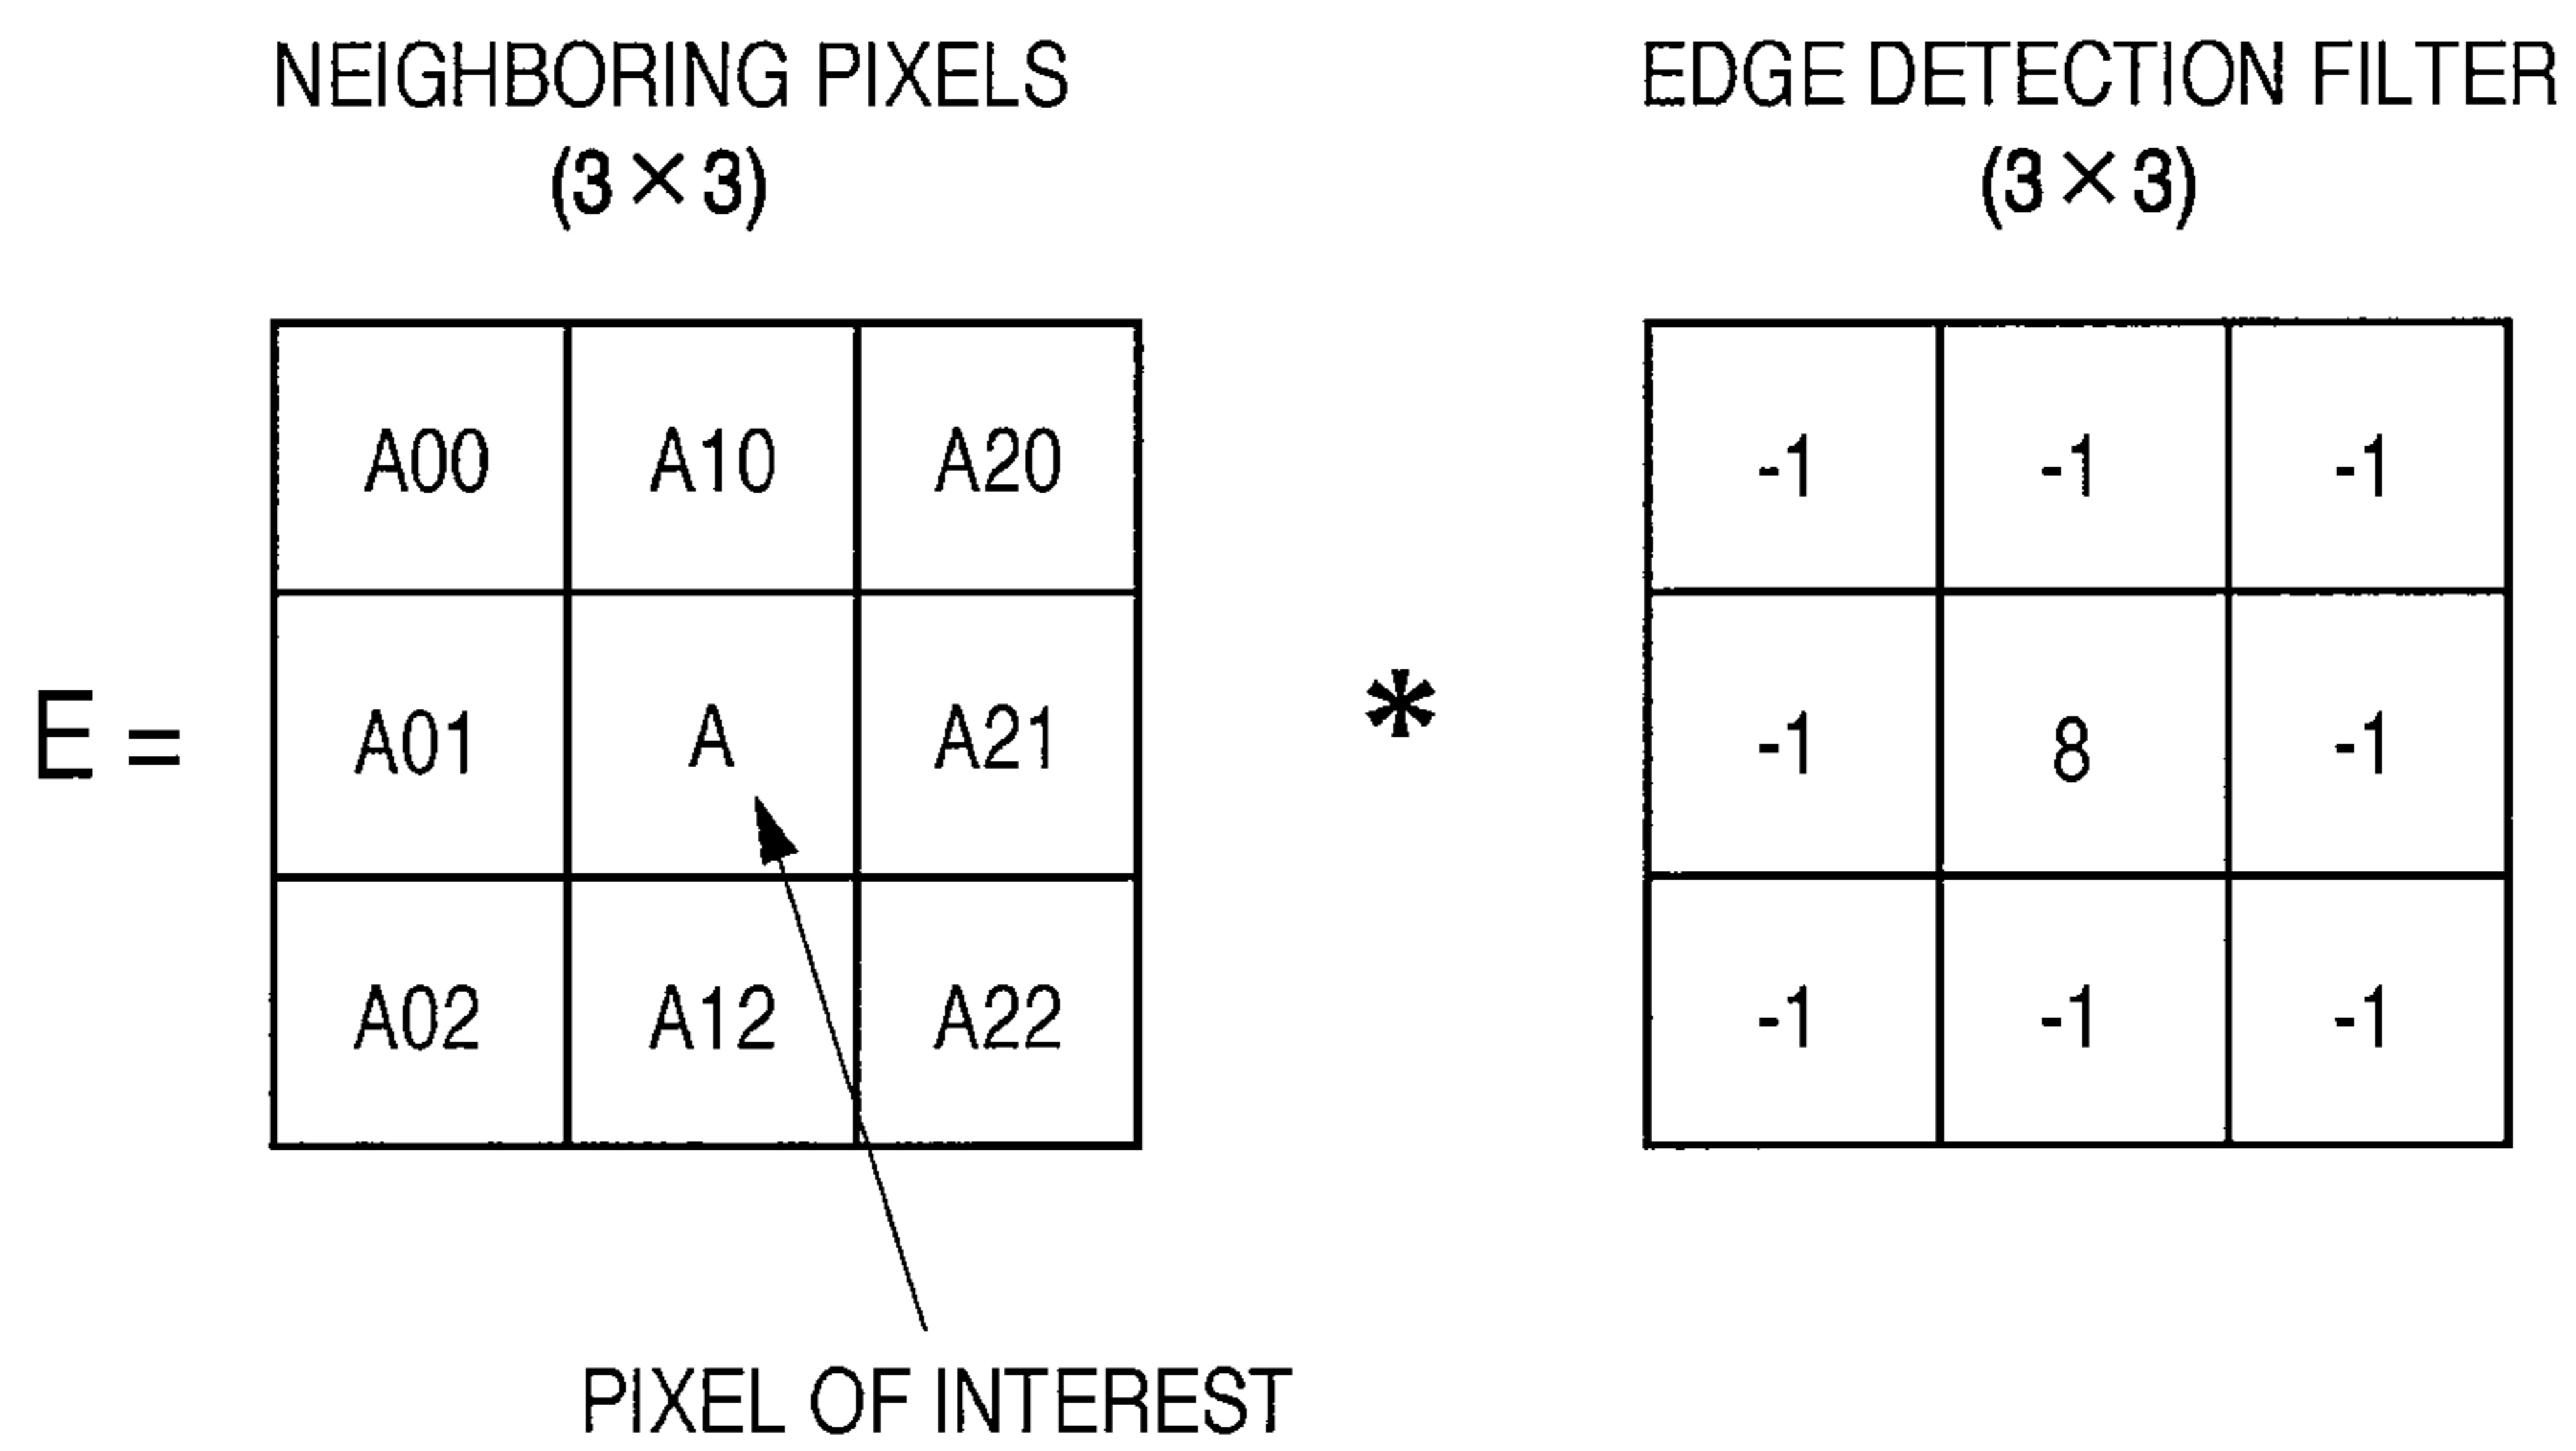 NEIGHBORING PIXELS
(3×3)
EDGE DETECTION FILTER
(3×3)
A00 A10 A20
-1 -1 -1
E =
A01 A A21
*
-1 8 -1
A02 A12 A22
-1 -1 -1
PIXEL OF INTEREST